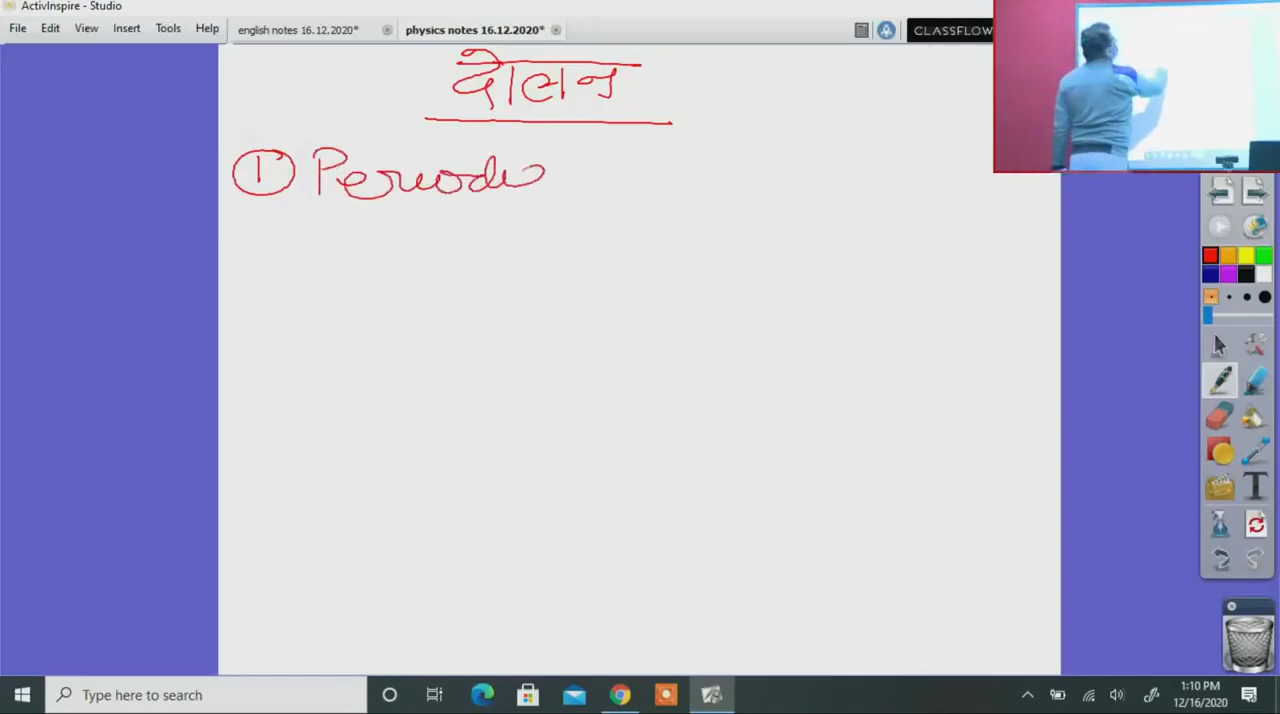 ActivInspire - Studio
File Edit View Insert Tools Help
english notes 16.12.2020* physics notes 16.12.2020* CLASSFLOW
दोलन
① Periodi
T
Type here to search
1:10 PM
12/16/2020